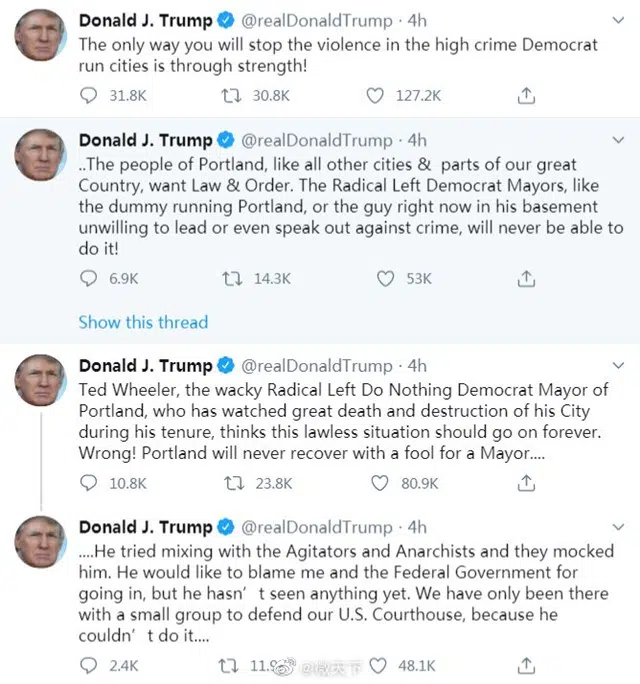 Donald J. Trump @realDonaldTrump · 4h
The only way you will stop the violence in the high crime Democrat
run cities is through strength!
31.8K 30.8K 127.2K
Donald J. Trump @realDonaldTrump · 4h
..The people of Portland, like all other cities & parts of our great
Country, want Law & Order. The Radical Left Democrat Mayors, like
the dummy running Portland, or the guy right now in his basement
unwilling to lead or even speak out against crime, will never be able to
do it!
6.9K 14.3K 53K
Show this thread
Donald J. Trump @realDonaldTrump · 4h
Ted Wheeler, the wacky Radical Left Do Nothing Democrat Mayor of
Portland, who has watched great death and destruction of his City
during his tenure, thinks this lawless situation should go on forever.
Wrong! Portland will never recover with a fool for a Mayor....
10.8K 23.8K 80.9K
Donald J. Trump @realDonaldTrump · 4h
....He tried mixing with the Agitators and Anarchists and they mocked
him. He would like to blame me and the Federal Government for
going in, but he hasn’t seen anything yet. We have only been there
with a small group to defend our U.S. Courthouse, because he
couldn’t do it....
2.4K 48.1K
@微天下